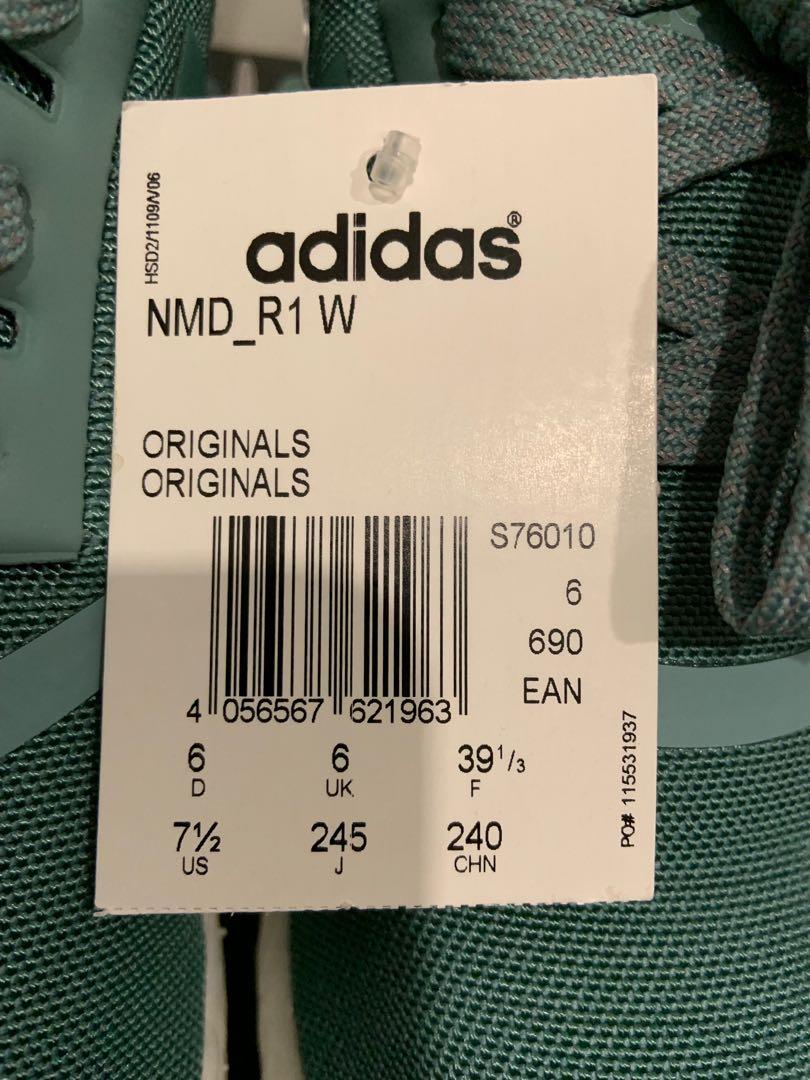 HSD2/1109/V06
adidas®
NMD_R1 W
ORIGINALS
ORIGINALS
S76010
6
690
EAN
4 056567 621963
6 6 39 1/3
D UK F
7½ 245 240
US J CHN
PO# 115531937